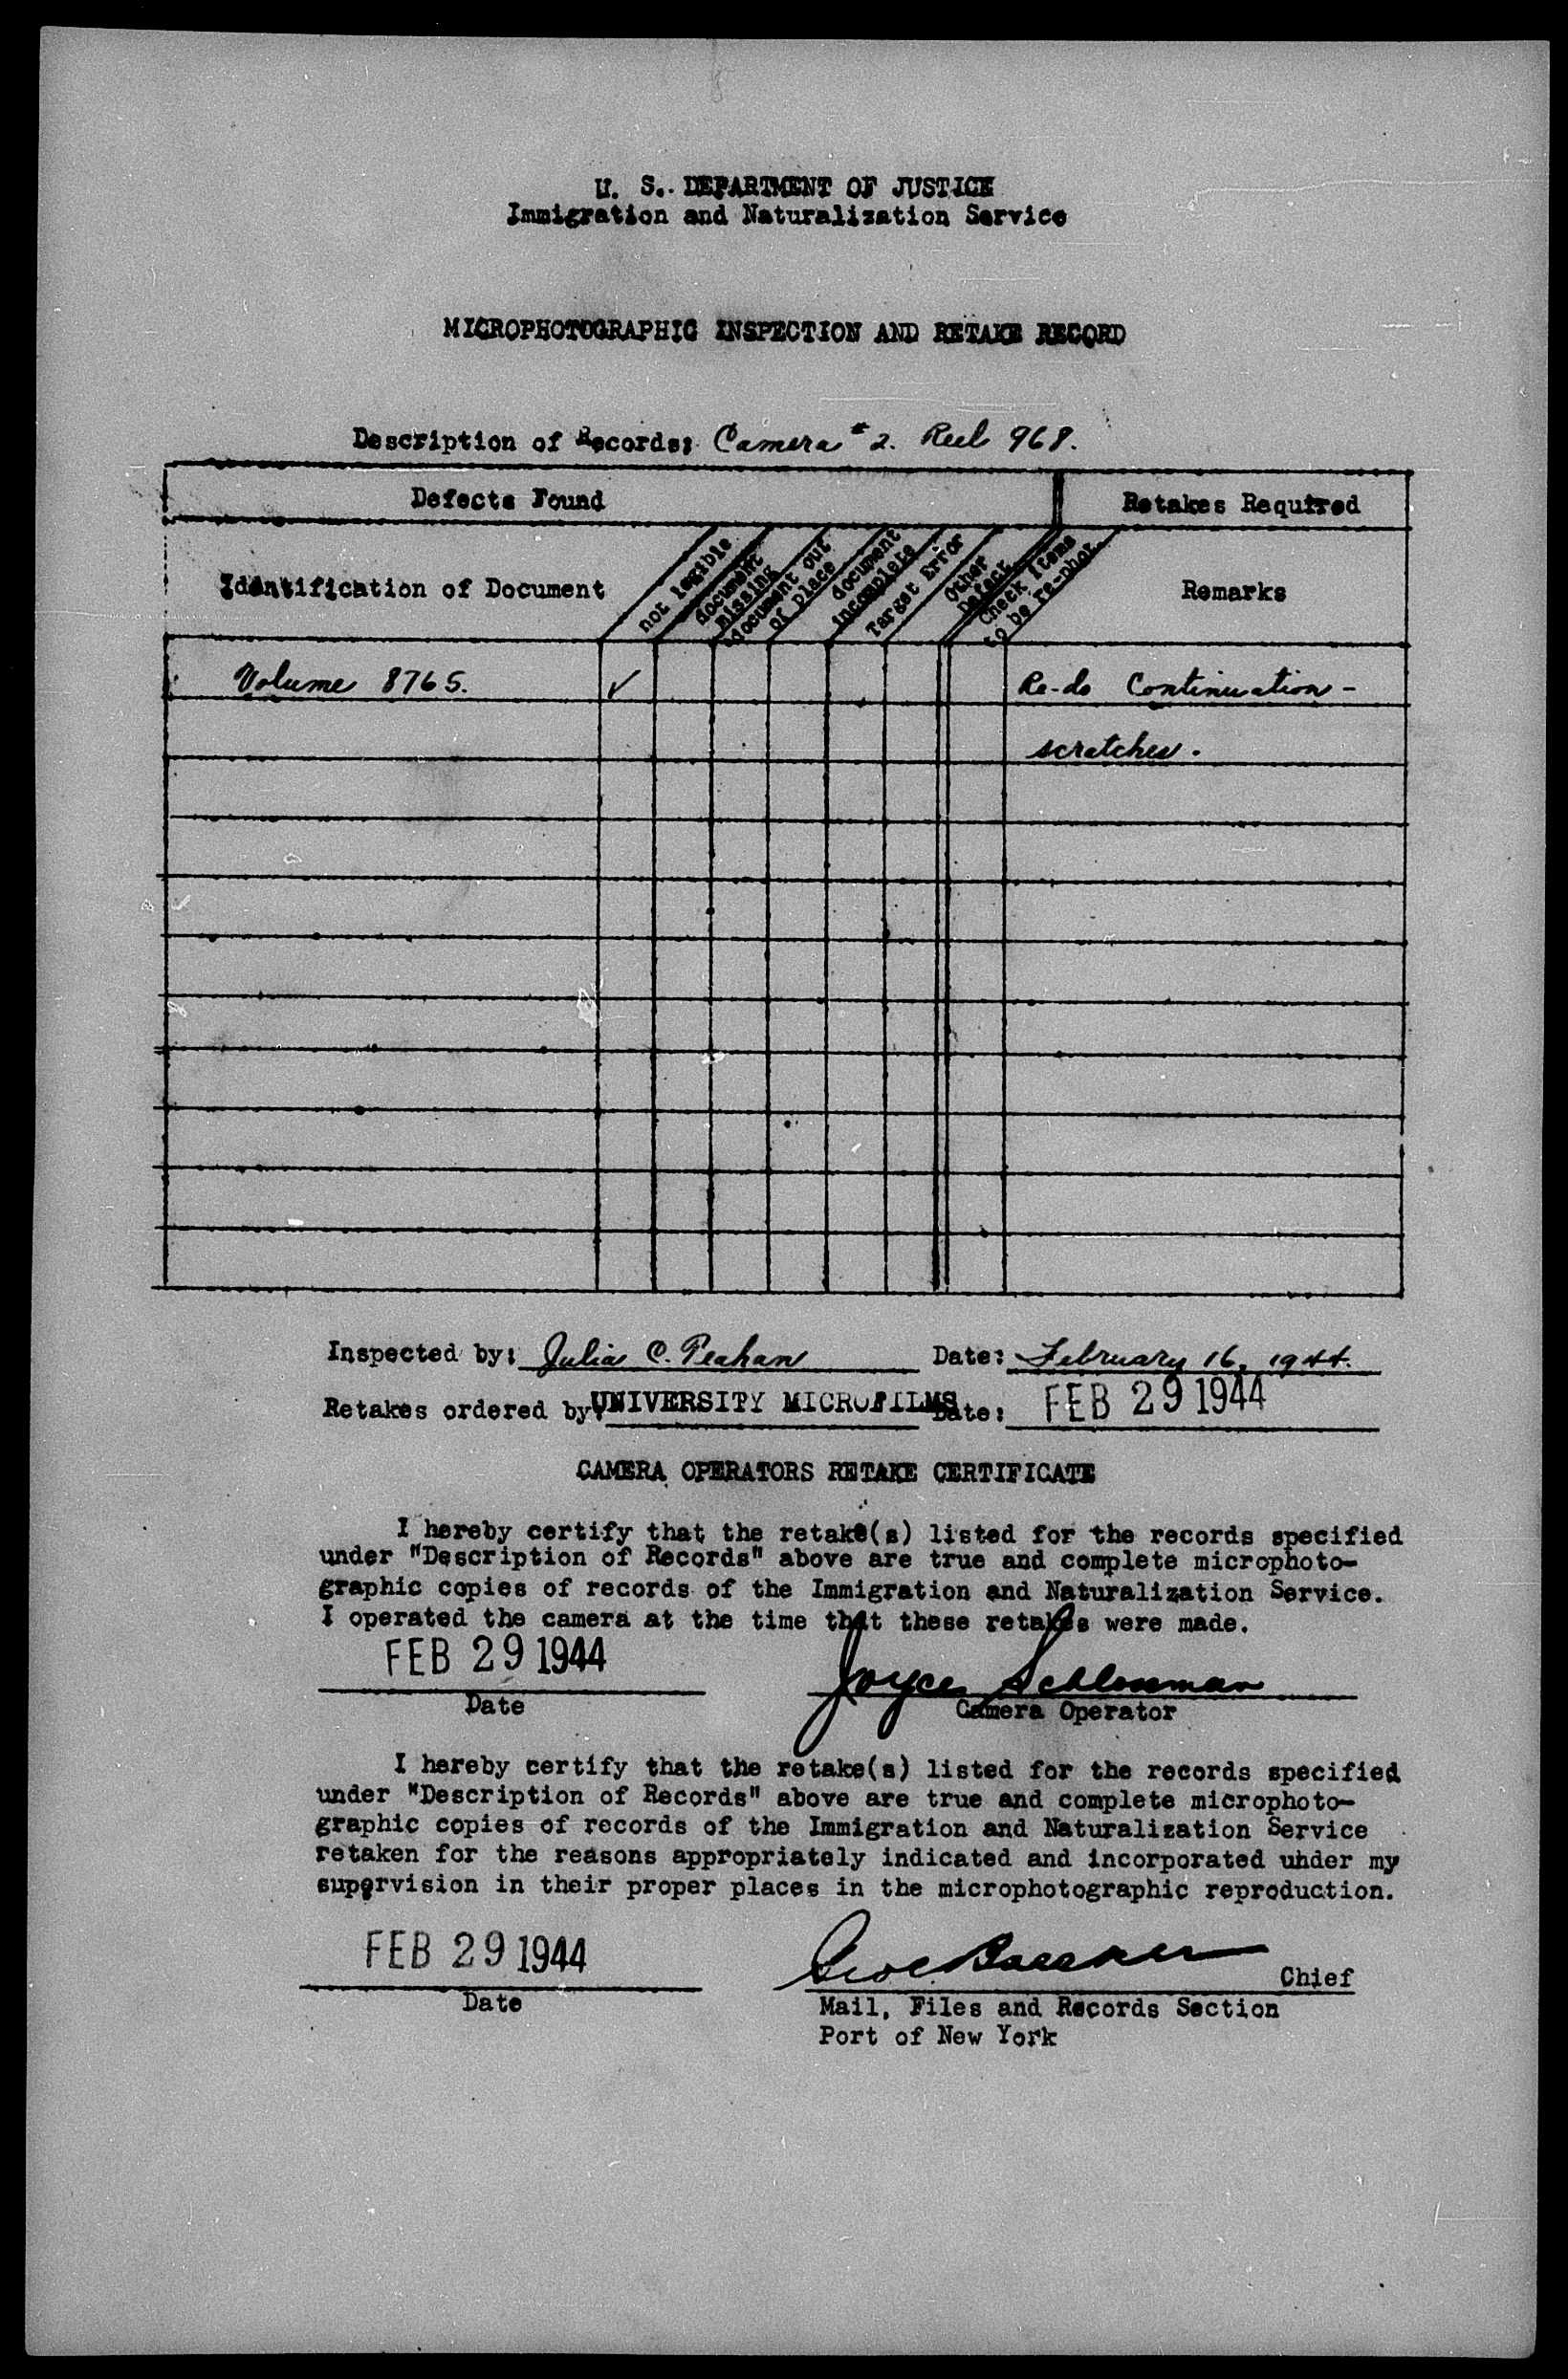 U. S. DEPARTMENT OF JUSTICE
Immigration and Naturalization Service
MICROPHOTOGRAPHIC INSPECTION AND RETAKE RECORD
Description of Records: Camera #2. Reel 968.
Defects Found
Retakes Required
Identification of Document
not legible
document missing
document out of place
document incomplete
Target Error
Other Defect
Check Items to be re-phot.
Remarks
Volume 8765. ✓ Re-do Continuation -
scratches.
Inspected by: Julia C. Date: February 16, 1944.
Retakes ordered by: UNIVERSITY MICROFILMS Date: FEB 29 1944
CAMERA OPERATORS RETAKE CERTIFICATE
I hereby certify that the retake(s) listed for the records specified
under "Description of Records" above are true and complete microphoto-
graphic copies of records of the Immigration and Naturalization Service.
I operated the camera at the time that these retakes were made.
FEB 29 1944
Joyce Schlossman
Date
Camera Operator
I hereby certify that the retake(s) listed for the records specified
under "Description of Records" above are true and complete microphoto-
graphic copies of records of the Immigration and Naturalization Service
retaken for the reasons appropriately indicated and incorporated under my
supervision in their proper places in the microphotographic reproduction.
FEB 29 1944
Chief
Date
Mail, Files and Records Section
Port of New York